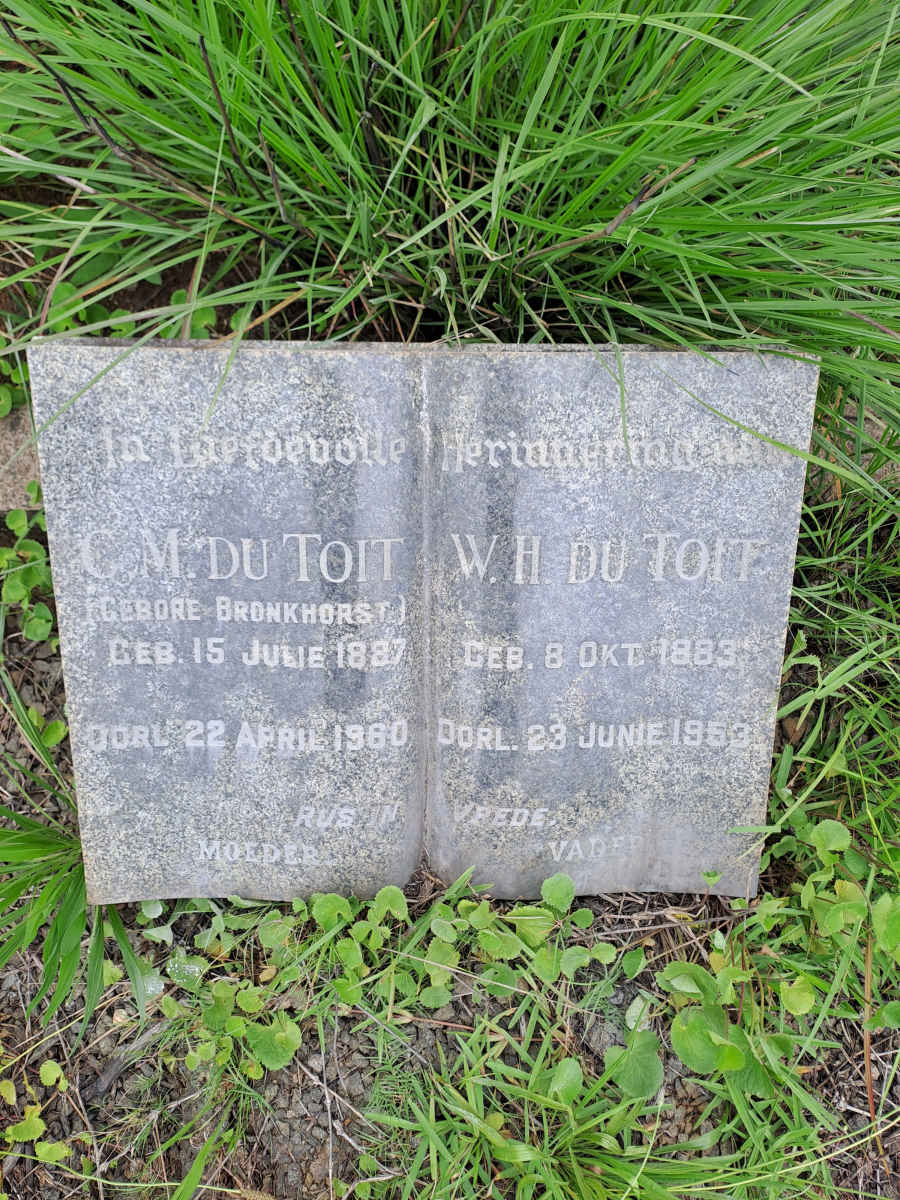 In Liefdevolle Herinnering aan
C. M. DU TOIT
(GEBORE BRONKHORST.)
GEB. 15 JULIE 1887
OORL. 22 APRIL 1960
W. H. DU TOIT
GEB. 8 OKT. 1883
OORL. 23 JUNIE 1953
RUS IN VREDE.
MOEDER. VADER